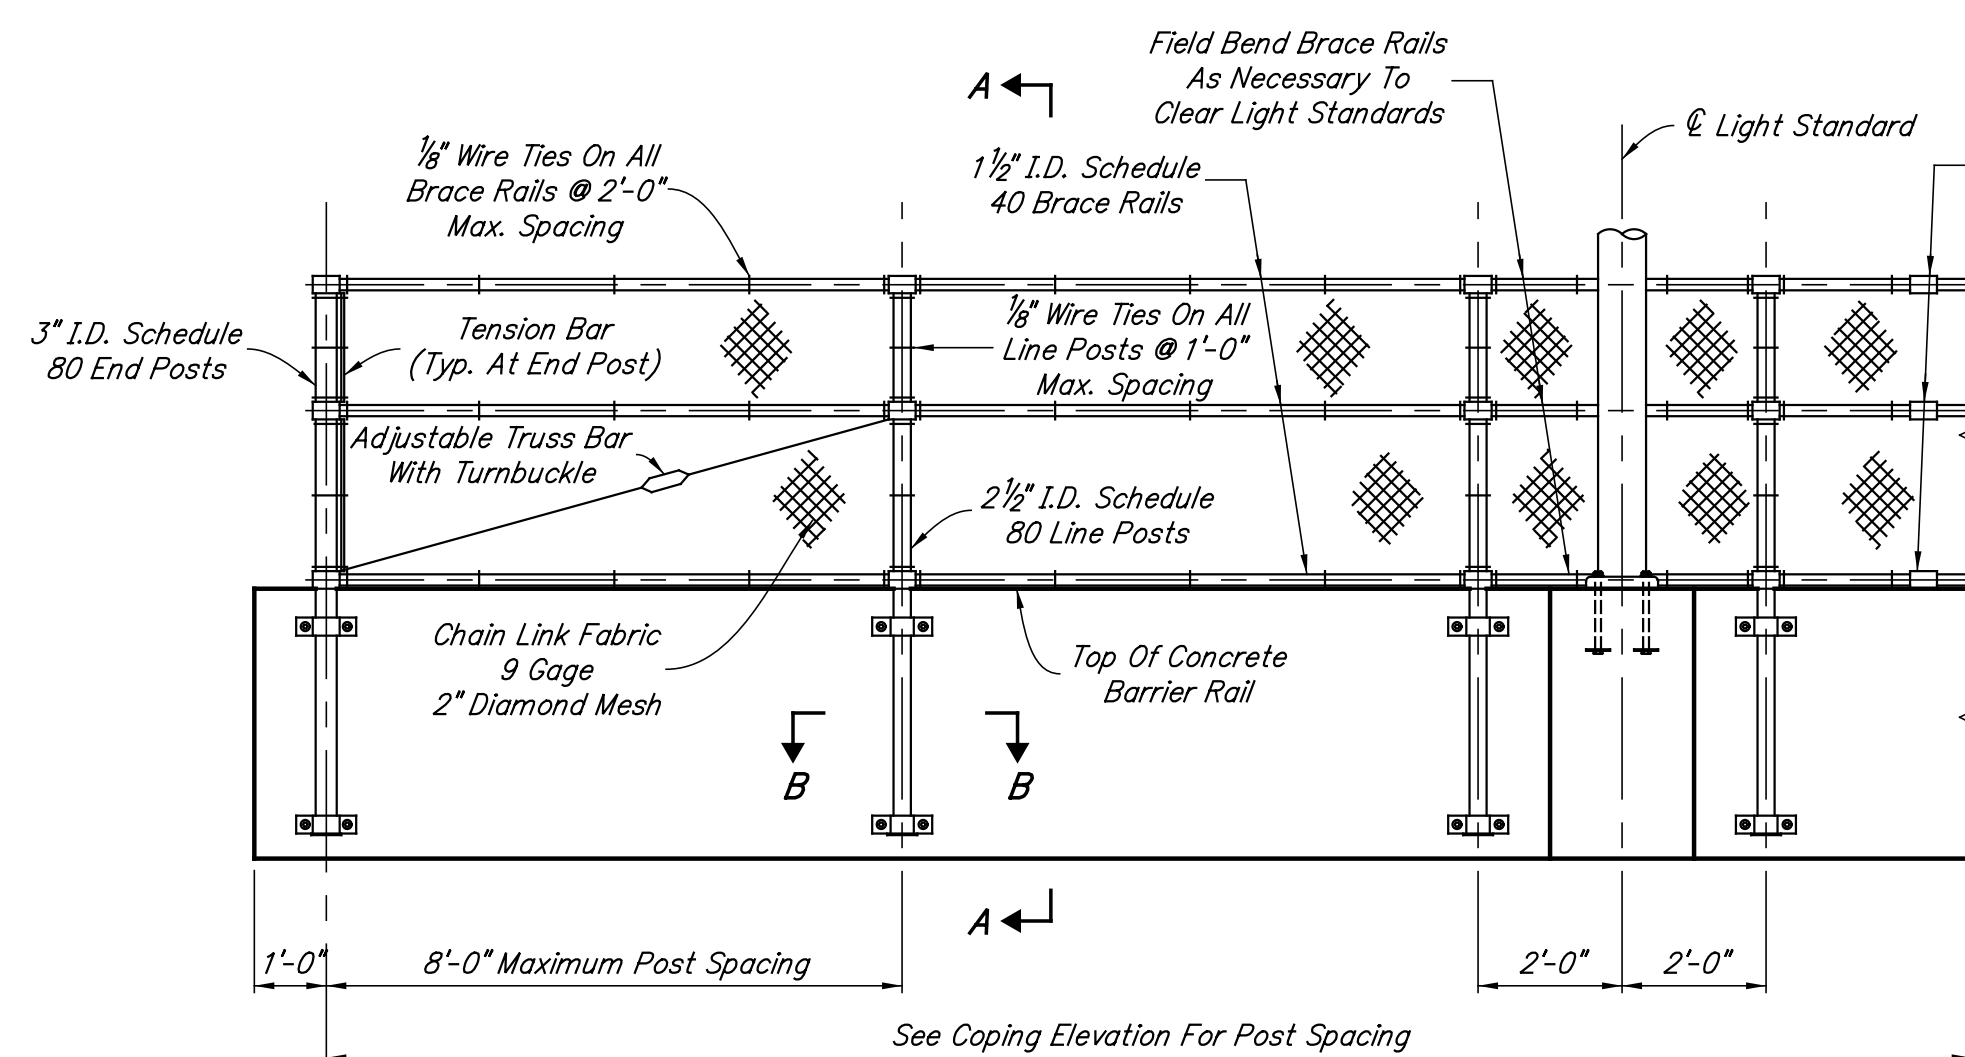 Field Bend Brace Rails
As Necessary To
Clear Light Standards
A
℄ Light Standard
1/8" Wire Ties On All
Brace Rails @ 2'-0"
Max. Spacing
1 1/2" I.D. Schedule
40 Brace Rails
3" I.D. Schedule
80 End Posts
Tension Bar
(Typ. At End Post)
1/8" Wire Ties On All
Line Posts @ 1'-0"
Max. Spacing
Adjustable Truss Bar
With Turnbuckle
2 1/2" I.D. Schedule
80 Line Posts
Chain Link Fabric
9 Gage
2" Diamond Mesh
Top Of Concrete
Barrier Rail
B
B
A
1'-0"
8'-0" Maximum Post Spacing
2'-0"
2'-0"
See Coping Elevation For Post Spacing